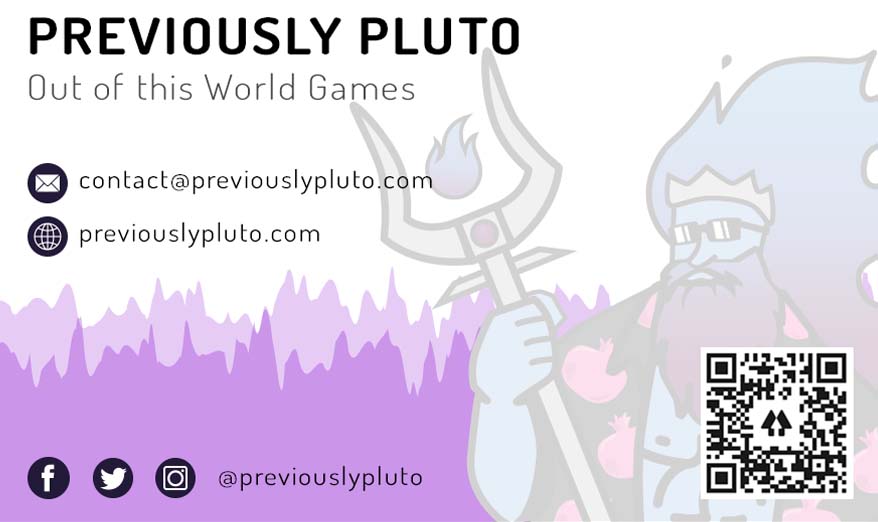 PREVIOUSLY PLUTO
Out of this World Games
contact@previouslypluto.com
previouslypluto.com
@previouslypluto